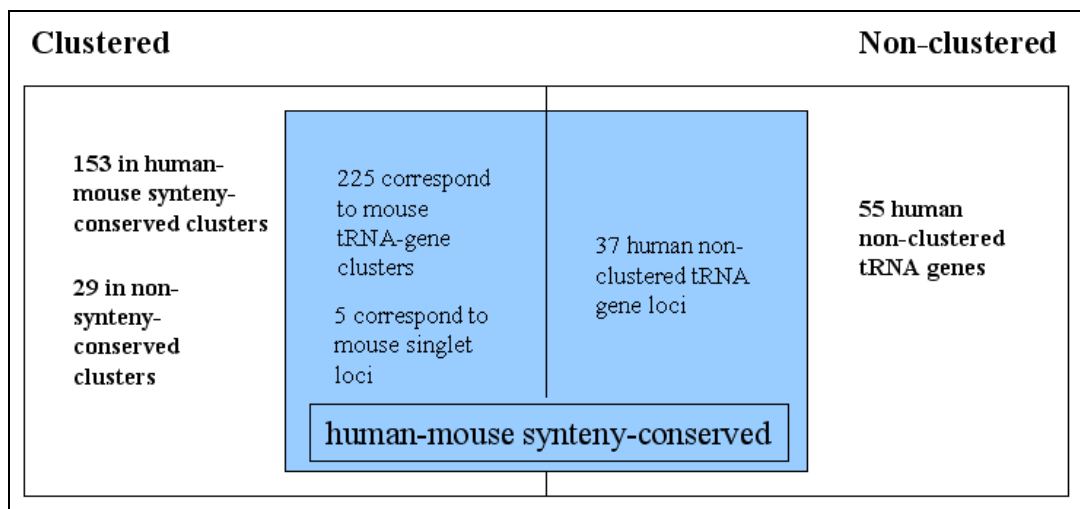 Clustered
Non-clustered
153 in human-
mouse synteny-
conserved clusters
29 in non-
synteny-
conserved
clusters
225 correspond
to mouse
tRNA-gene
clusters
5 correspond to
mouse singlet
loci
37 human non-
clustered tRNA
gene loci
55 human
non-clustered
tRNA genes
human-mouse synteny-conserved